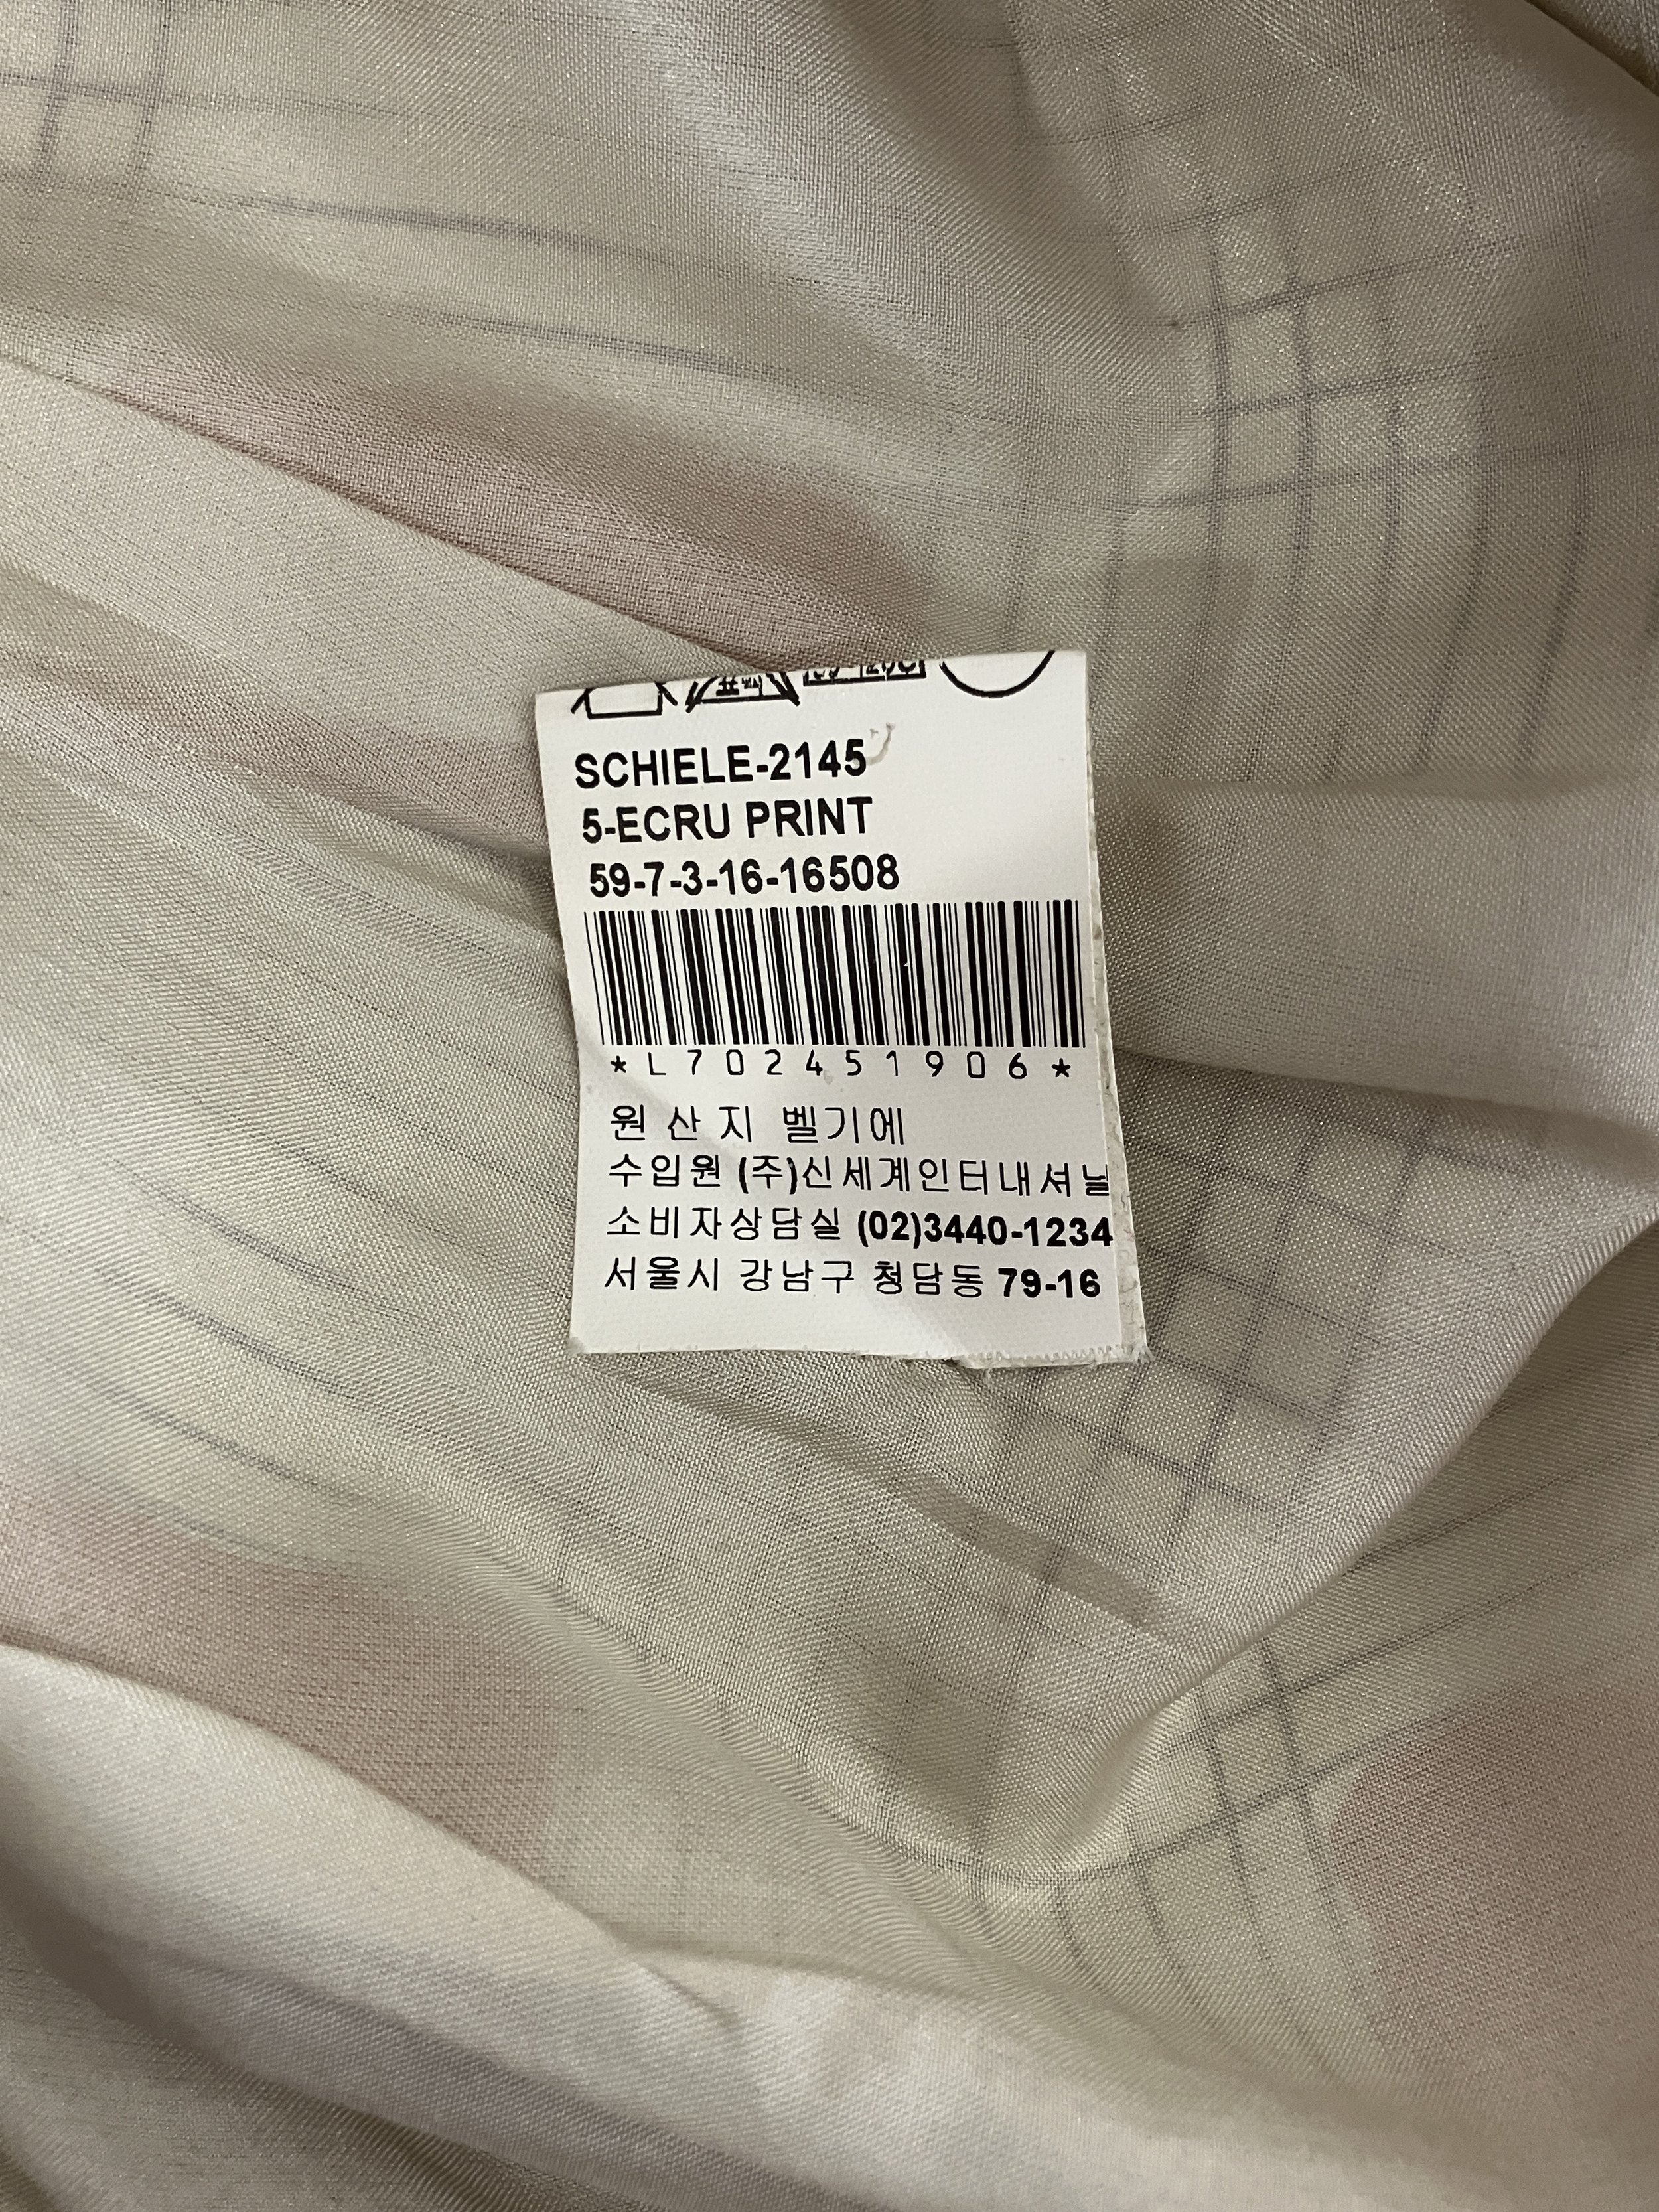 SCHIELE-2145
5-ECRU PRINT
59-7-3-16-16508
*L702451906*
원 산 지 벨기에
수입원 (주)신세계인터내셔널
소비자상담실 (02)3440-1234
서울시 강남구 청담동 79-16